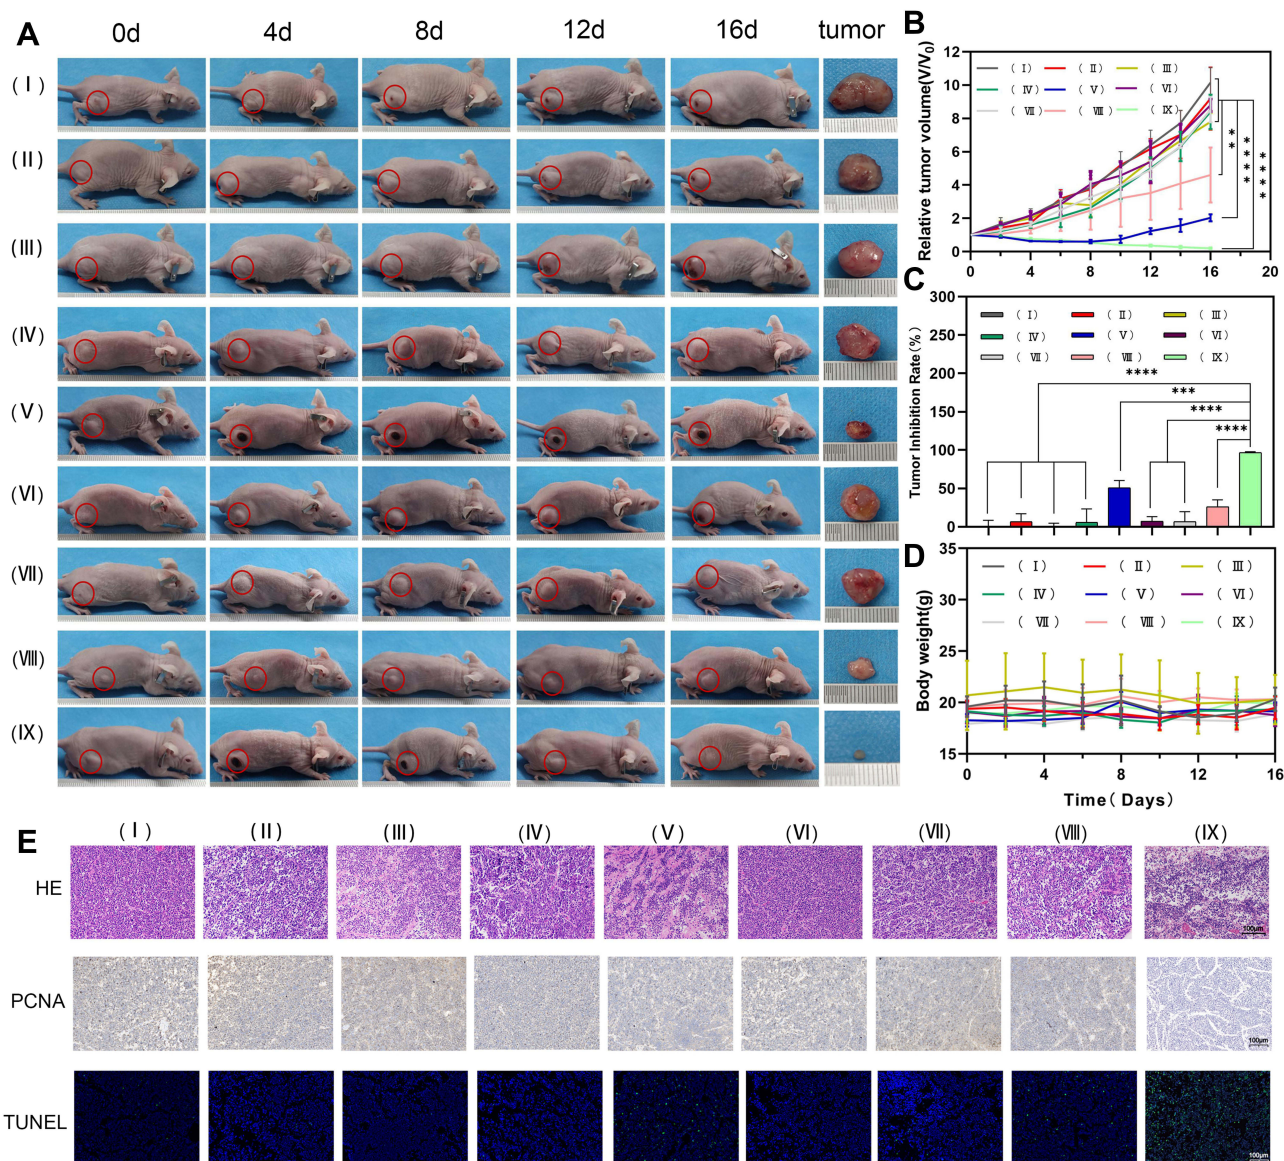 A
0d 4d 8d 12d 16d tumor
(Ⅰ)
(Ⅱ)
(Ⅲ)
(Ⅳ)
(Ⅴ)
(Ⅵ)
(Ⅶ)
(Ⅷ)
(Ⅸ)
B
Relative tumor volume(V/V0)
12
10
8
6
4
2
0
(Ⅰ) (Ⅱ) (Ⅲ)
(Ⅳ) (Ⅴ) (Ⅵ)
(Ⅶ) (Ⅷ) (Ⅸ)
** **** ****
0 4 8 12 16 20
C
Tumor Inhibition Rate(%)
300
250
200
150
100
50
0
(Ⅰ) (Ⅱ) (Ⅲ)
(Ⅳ) (Ⅴ) (Ⅵ)
(Ⅶ) (Ⅷ) (Ⅸ)
****
***
****
****
D
Body weight(g)
35
30
25
20
15
(Ⅰ) (Ⅱ) (Ⅲ)
(Ⅳ) (Ⅴ) (Ⅵ)
(Ⅶ) (Ⅷ) (Ⅸ)
0 4 8 12 16
Time(Days)
E
(Ⅰ) (Ⅱ) (Ⅲ) (Ⅳ) (Ⅴ) (Ⅵ) (Ⅶ) (Ⅷ) (Ⅸ)
HE
100μm
PCNA
100μm
TUNEL
100μm